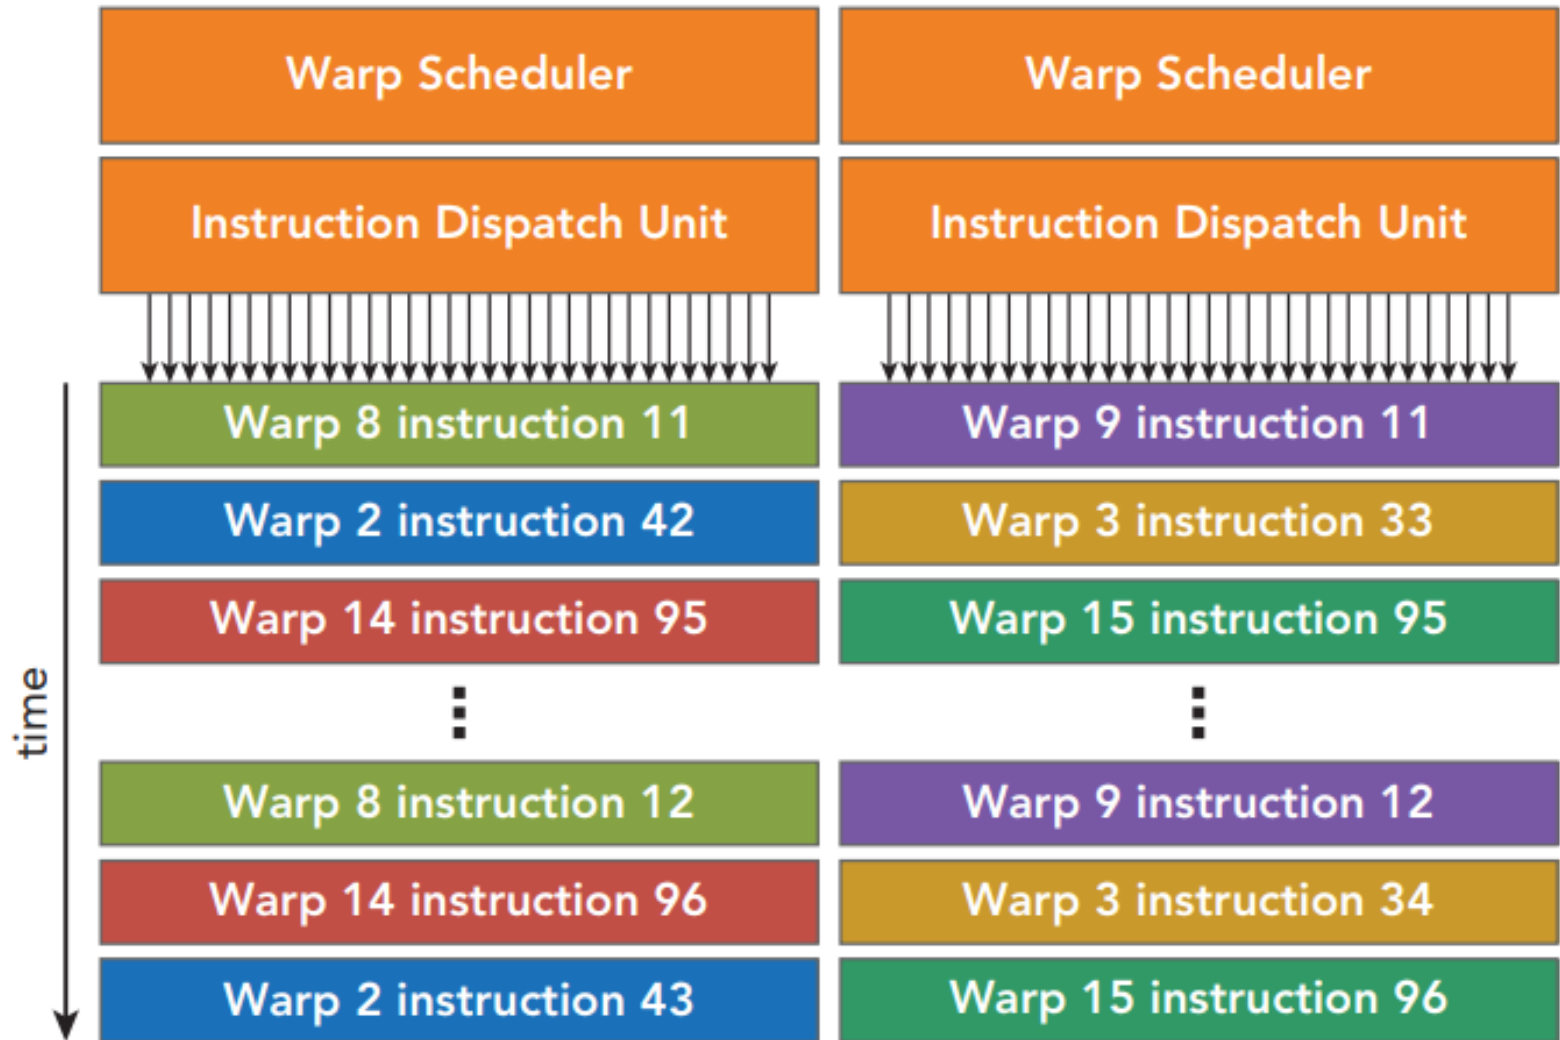 Warp Scheduler
Warp Scheduler
Instruction Dispatch Unit
Instruction Dispatch Unit
Warp 8 instruction 11
Warp 9 instruction 11
Warp 2 instruction 42
Warp 3 instruction 33
Warp 14 instruction 95
Warp 15 instruction 95
time
Warp 8 instruction 12
Warp 9 instruction 12
Warp 14 instruction 96
Warp 3 instruction 34
Warp 2 instruction 43
Warp 15 instruction 96